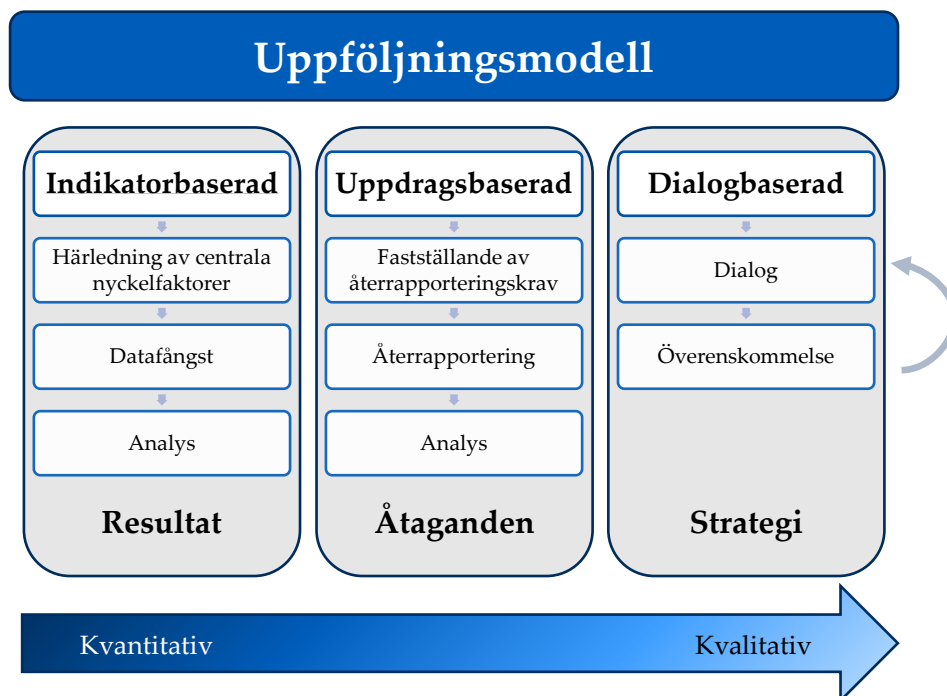 Uppföljningsmodell
Indikatorbaserad
Härledning av centrala
nyckelfaktorer
Datafångst
Analys
Resultat
Uppdragsbaserad
Fastställande av
återrapporteringskrav
Återrapportering
Analys
Åtaganden
Dialogbaserad
Dialog
Överenskommelse
Strategi
Kvantitativ
Kvalitativ